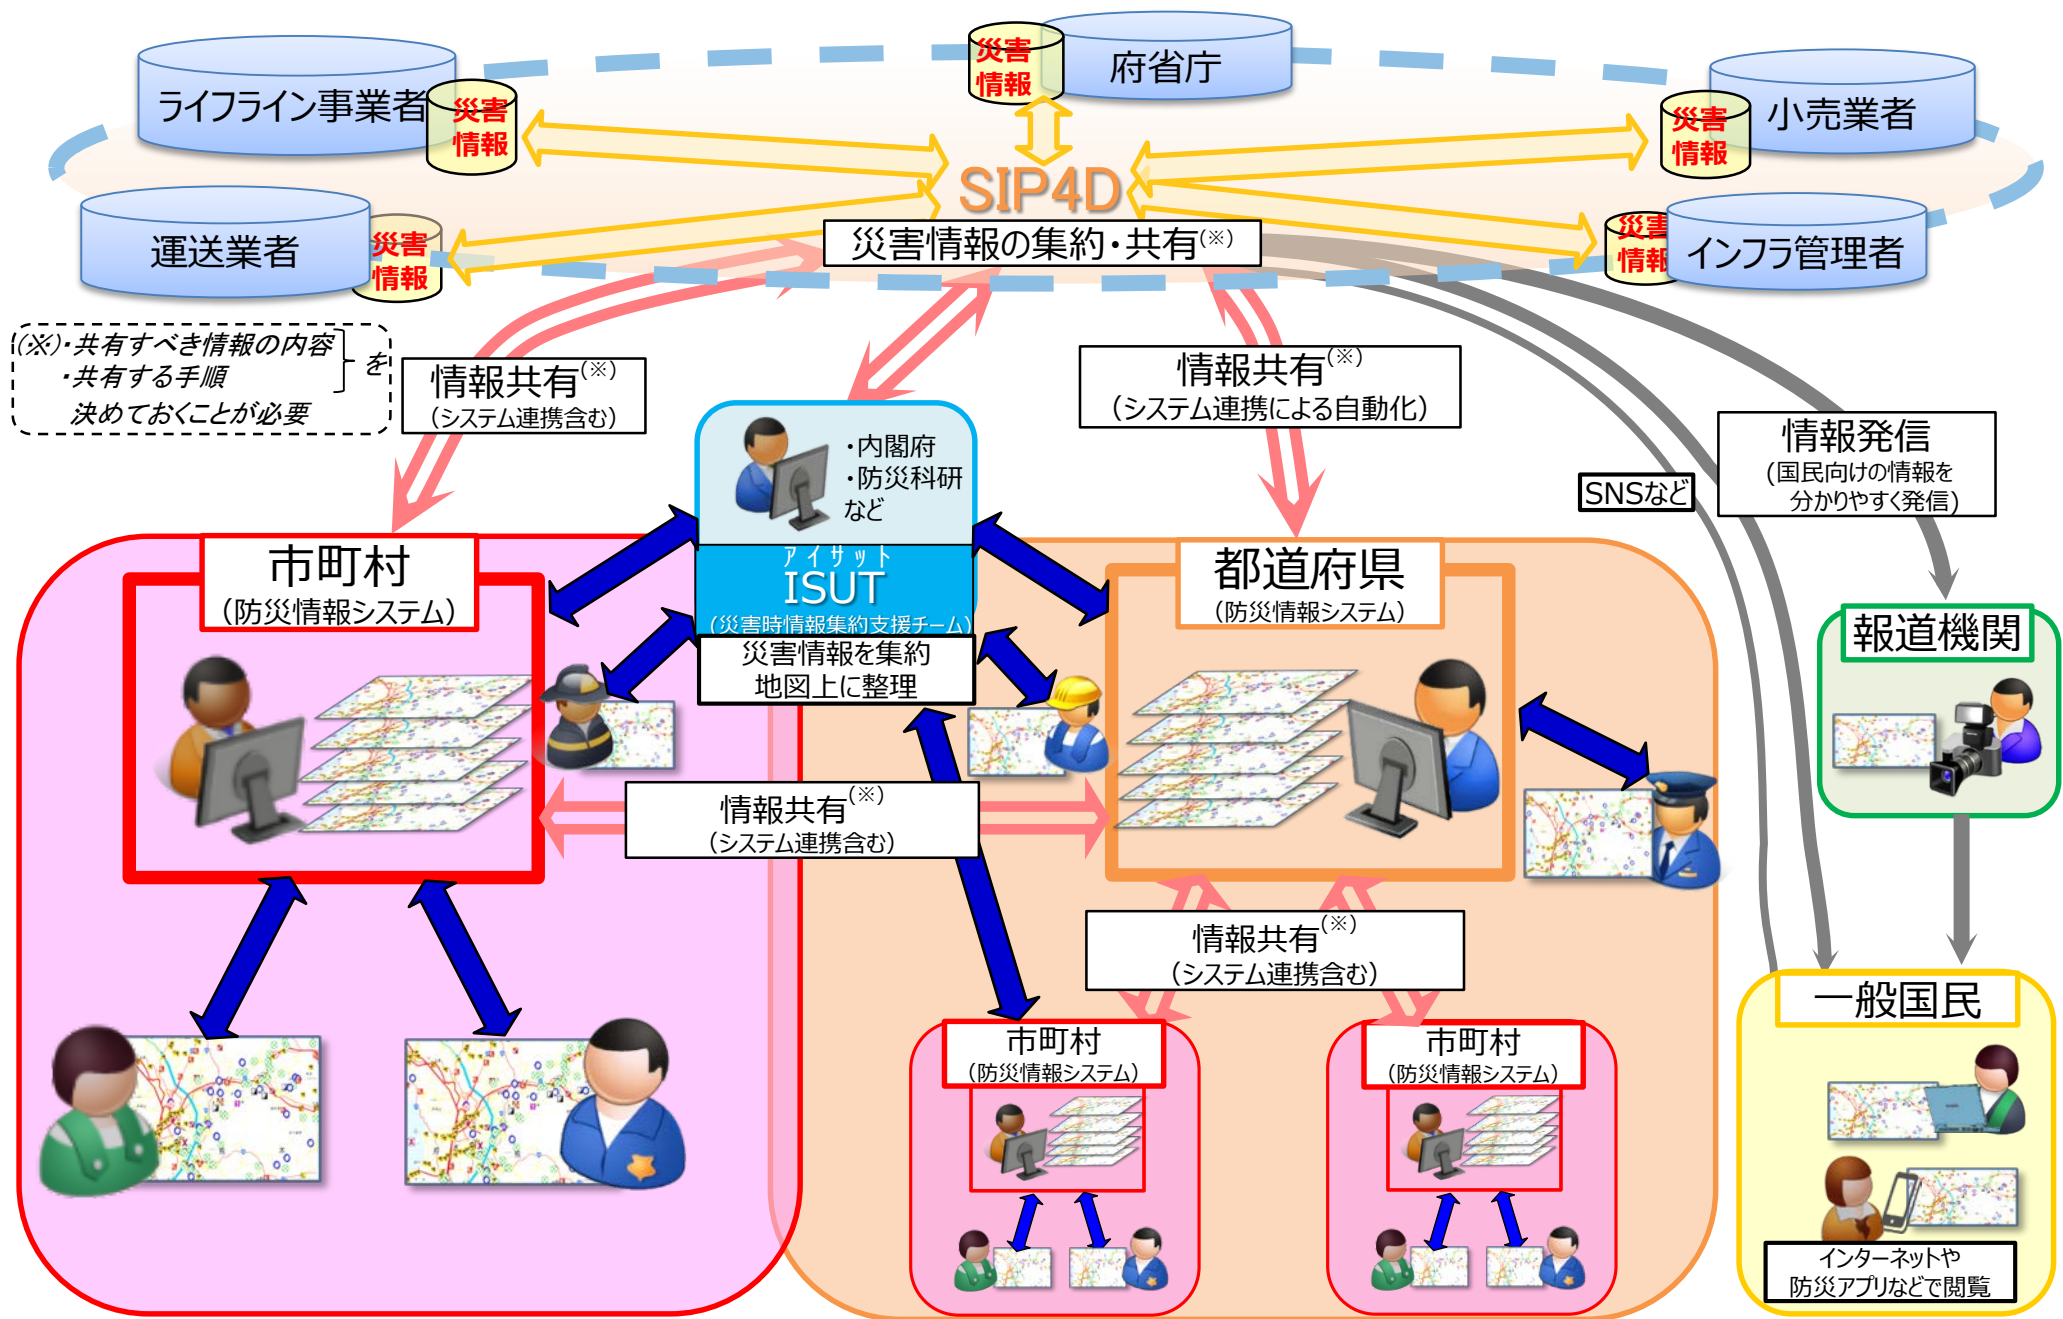 ライフライン事業者
災害
情報
災害
情報
府省庁
災害
情報
小売業者
運送業者
災害
情報
災害
情報
インフラ管理者
SIP4D
災害情報の集約・共有(※)
(※)・共有すべき情報の内容
・共有する手順
を
決めておくことが必要
情報共有(※)
(システム連携含む)
情報共有(※)
(システム連携による自動化)
情報発信
(国民向けの情報を
分かりやすく発信)
SNSなど
・内閣府
・防災科研
など
アイサット
ISUT
(災害時情報集約支援チーム)
災害情報を集約
地図上に整理
市町村
(防災情報システム)
都道府県
(防災情報システム)
報道機関
情報共有(※)
(システム連携含む)
情報共有(※)
(システム連携含む)
市町村
(防災情報システム)
市町村
(防災情報システム)
一般国民
インターネットや
防災アプリなどで閲覧